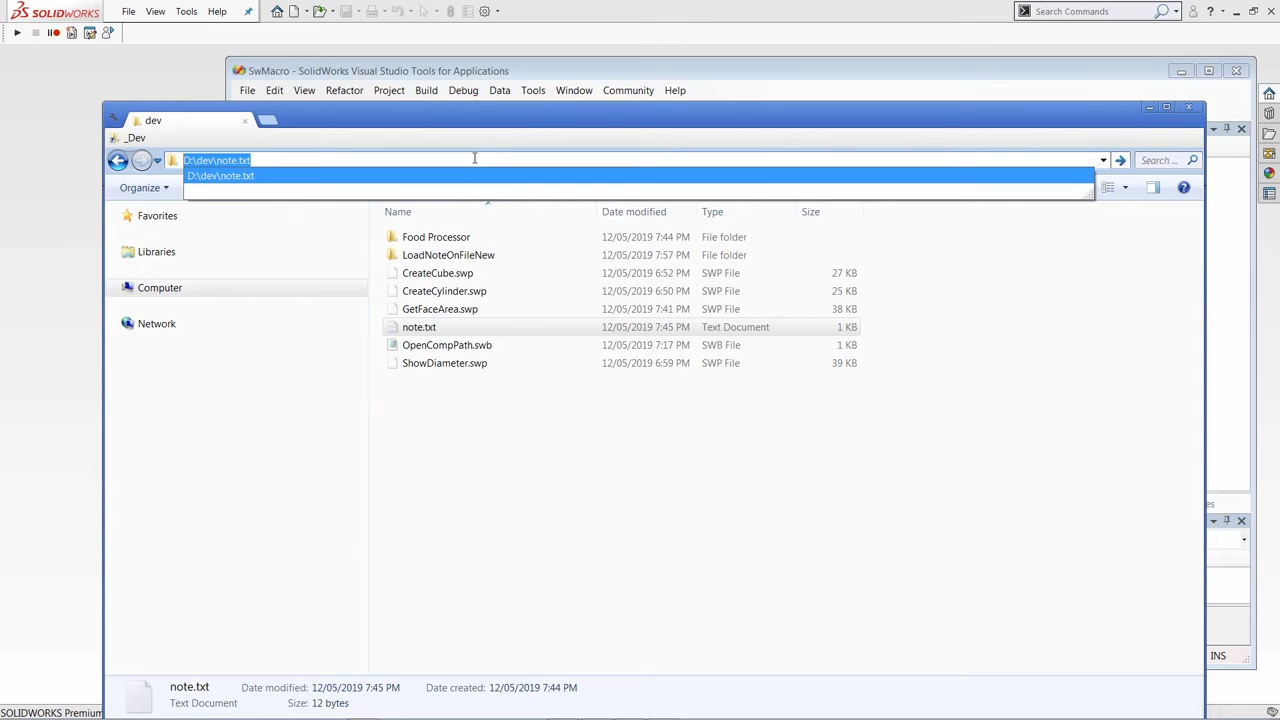 SOLIDWORKS File View Tools Help Search Commands
SwMacro - SolidWorks Visual Studio Tools for Applications
File Edit View Refactor Project Build Debug Data Tools Window Community Help
dev
_Dev
D:\dev\note.txt Search ...
D:\dev\note.txt
Organize
Name Date modified Type Size
Favorites
Libraries
Computer
Network
Food Processor 12/05/2019 7:44 PM File folder
LoadNoteOnFileNew 12/05/2019 7:57 PM File folder
CreateCube.swp 12/05/2019 6:52 PM SWP File 27 KB
CreateCylinder.swp 12/05/2019 6:50 PM SWP File 25 KB
GetFaceArea.swp 12/05/2019 7:41 PM SWP File 38 KB
note.txt 12/05/2019 7:45 PM Text Document 1 KB
OpenCompPath.swb 12/05/2019 7:17 PM SWB File 1 KB
ShowDiameter.swp 12/05/2019 6:59 PM SWP File 39 KB
es
INS
note.txt Date modified: 12/05/2019 7:45 PM Date created: 12/05/2019 7:44 PM
Text Document Size: 12 bytes
SOLIDWORKS Premium